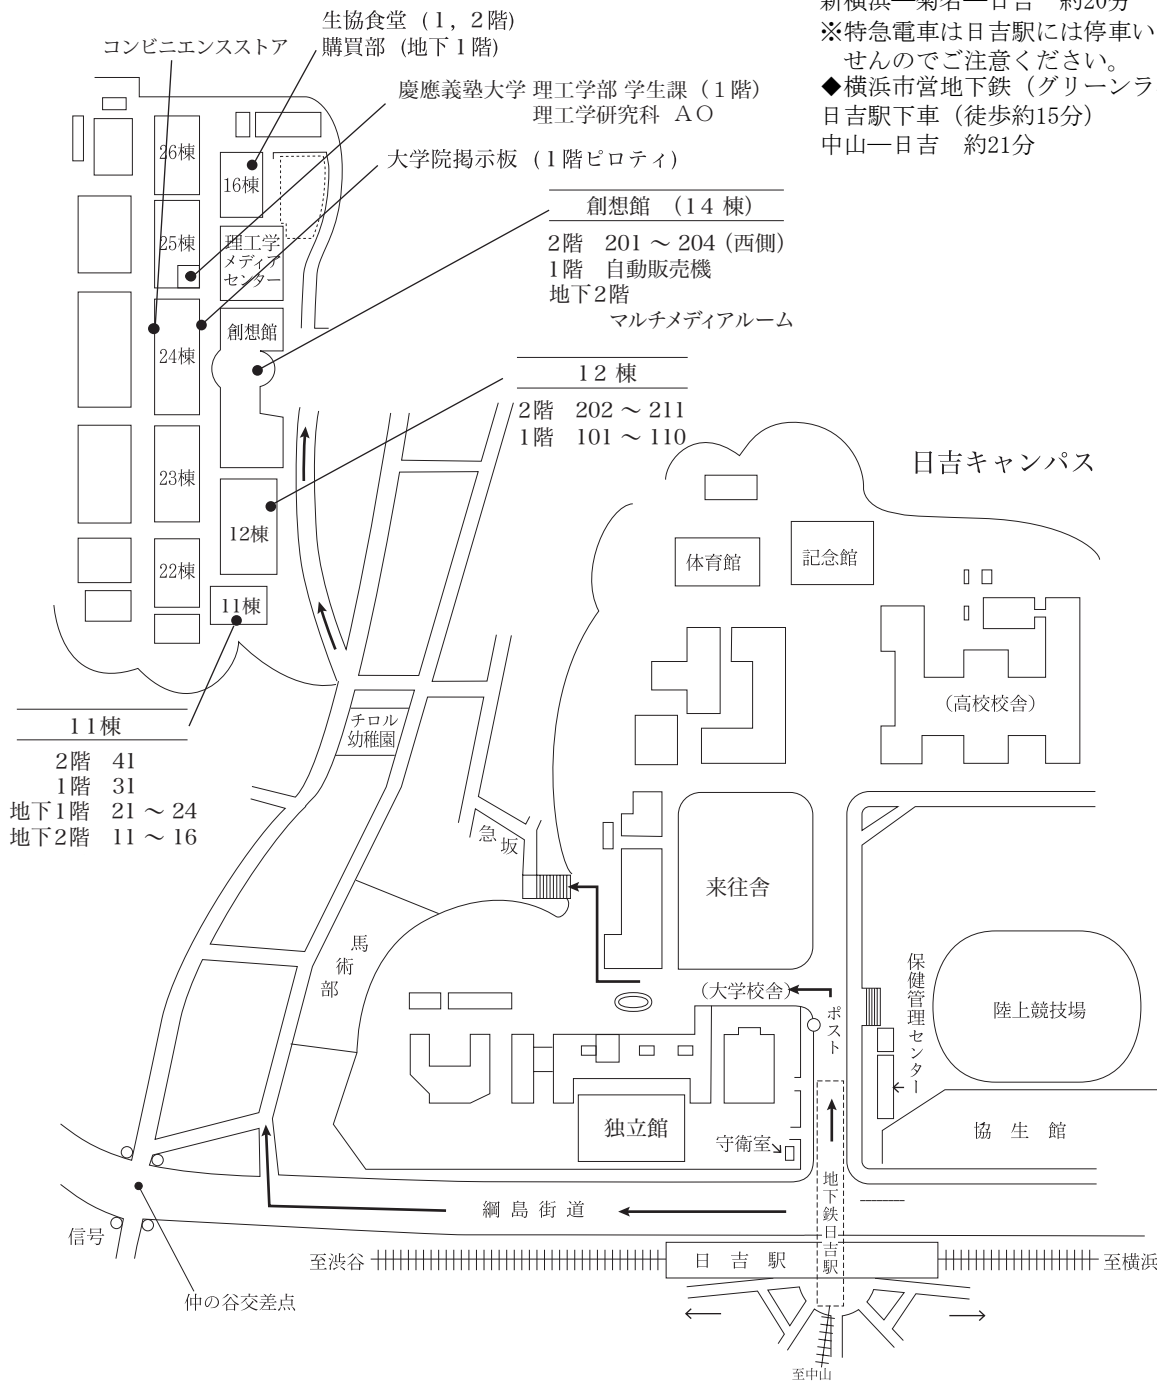 新横浜―菊名―日吉　約20分
※特急電車は日吉駅には停車い
せんのでご注意ください。
◆横浜市営地下鉄（グリーンラ
日吉駅下車（徒歩約15分）
中山―日吉　約21分
生協食堂（1，2階）
購買部（地下1階）
コンビニエンスストア
慶應義塾大学 理工学部 学生課（1階）
理工学研究科 AO
大学院掲示板（1階ピロティ）
創想館　（14 棟）
2階　201 ～ 204 (西側)
1階　自動販売機
地下2階
マルチメディアルーム
12 棟
2階　202 ～ 211
1階　101 ～ 110
26棟
16棟
25棟
理工学
メディア
センター
創想館
24棟
23棟
12棟
22棟
11棟
11棟
2階　41
1階　31
地下1階　21 ～ 24
地下2階　11 ～ 16
チロル
幼稚園
急坂
馬術部
日吉キャンパス
体育館
記念館
（高校校舎）
来往舎
（大学校舎）
ポスト
保健管理センター
陸上競技場
独立館
守衛室
協生館
地下鉄日吉駅
綱島街道
信号
仲の谷交差点
至渋谷
日吉駅
至横浜
至中山